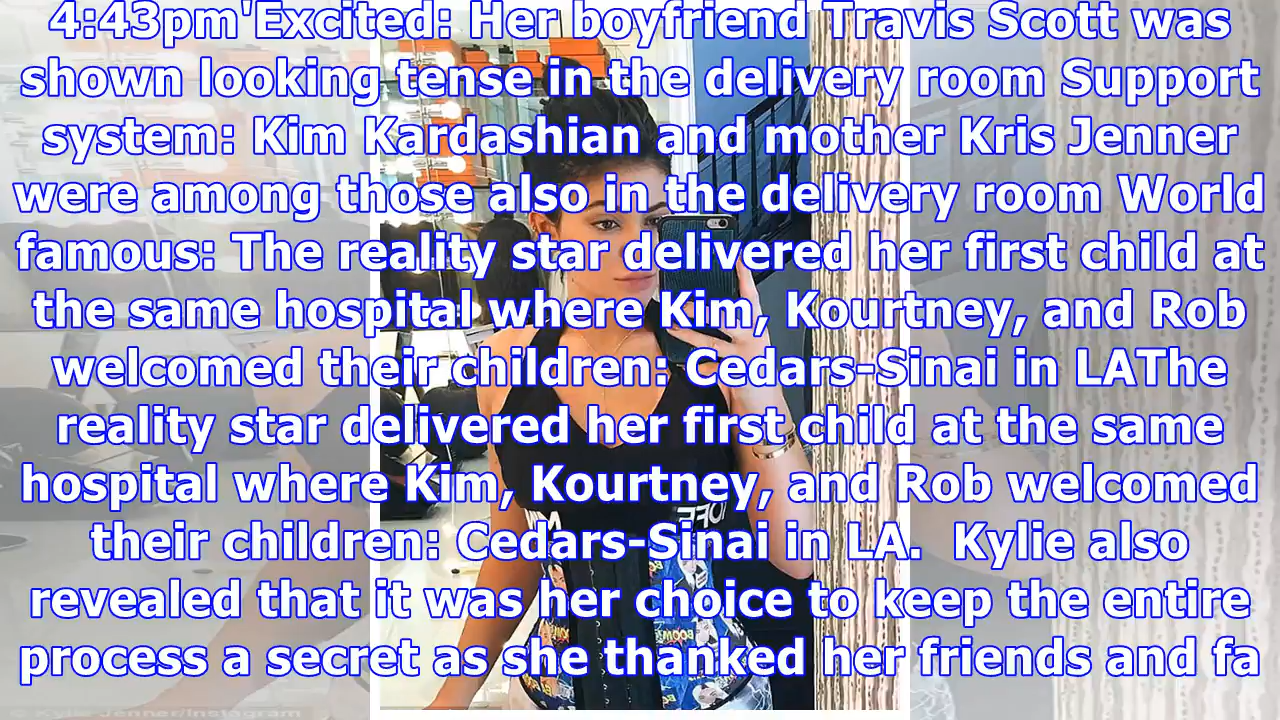 4:43pm'Excited: Her boyfriend Travis Scott was
shown looking tense in the delivery room Support
system: Kim Kardashian and mother Kris Jenner
were among those also in the delivery room World
famous: The reality star delivered her first child at
the same hospital where Kim, Kourtney, and Rob
welcomed their children: Cedars-Sinai in LAThe
reality star delivered her first child at the same
hospital where Kim, Kourtney, and Rob welcomed
their children: Cedars-Sinai in LA.  Kylie also
revealed that it was her choice to keep the entire
process a secret as she thanked her friends and fa
Kylie Jenner/Instagram